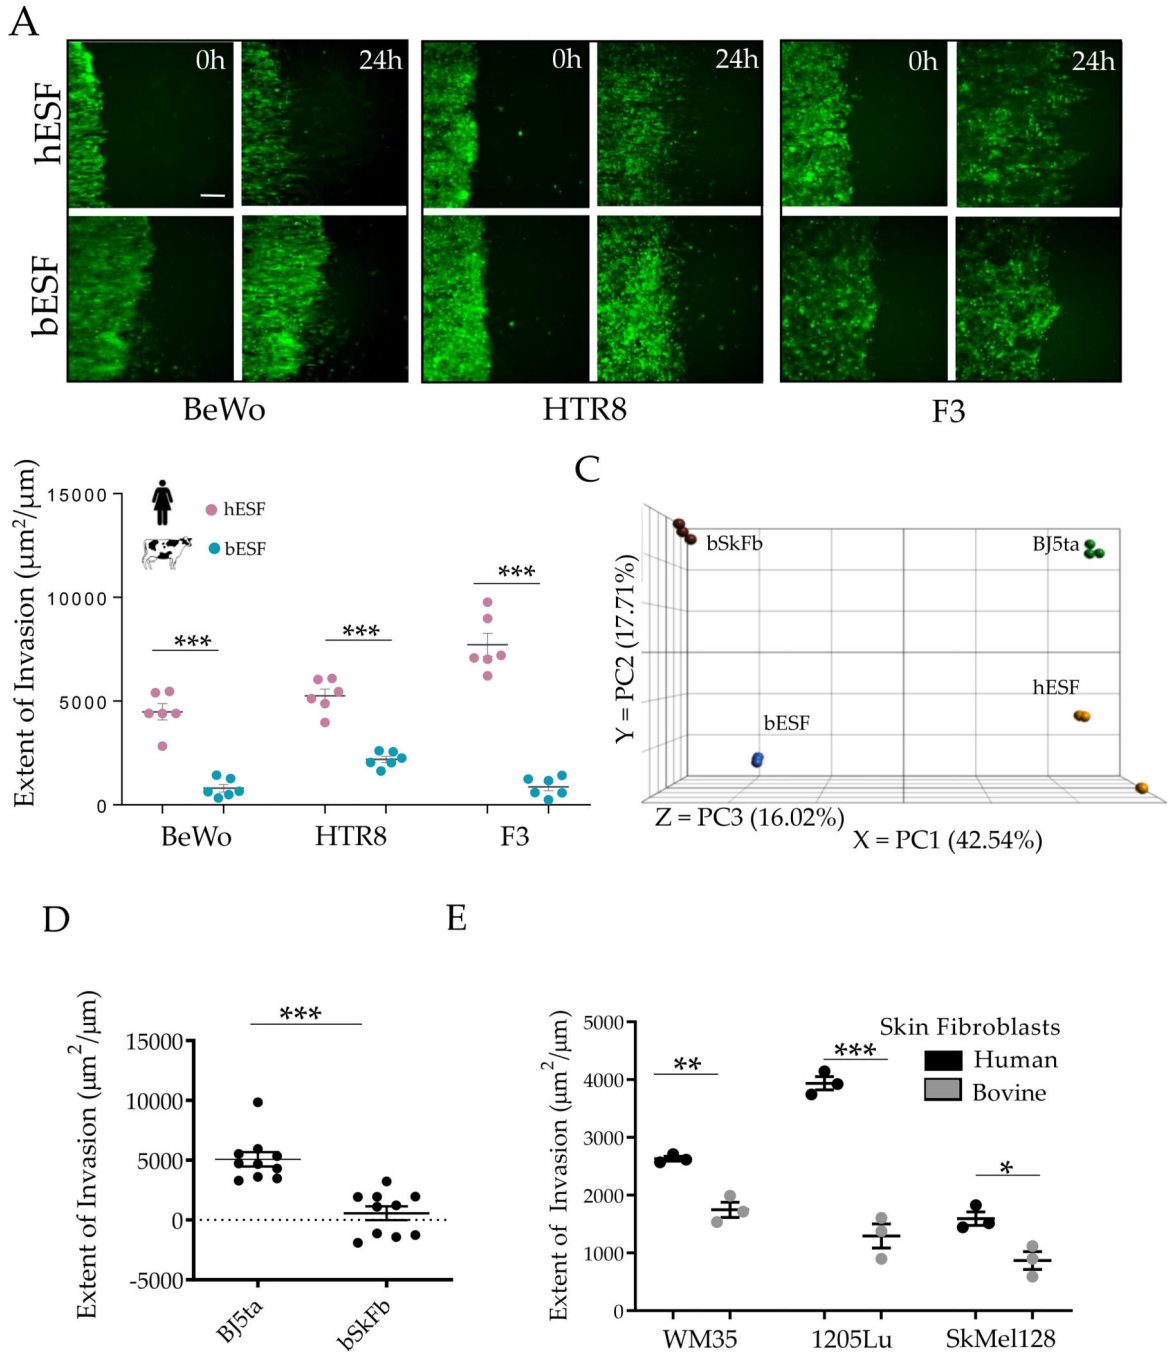 A
0h
24h
0h
24h
0h
24h
hESF
bESF
BeWo
HTR8
F3
Extent of Invasion (µm²/µm)
15000
10000
5000
0
hESF
bESF
***
***
***
BeWo
HTR8
F3
C
bSkFb
BJ5ta
hESF
bESF
Y = PC2 (17.71%)
Z = PC3 (16.02%)
X = PC1 (42.54%)
D
Extent of Invasion (µm²/µm)
15000
10000
5000
0
-5000
***
BJ5ta
bSkFb
E
Extent of Invasion (µm²/µm)
5000
4000
3000
2000
1000
0
Skin Fibroblasts
Human
Bovine
**
***
*
WM35
1205Lu
SkMel128